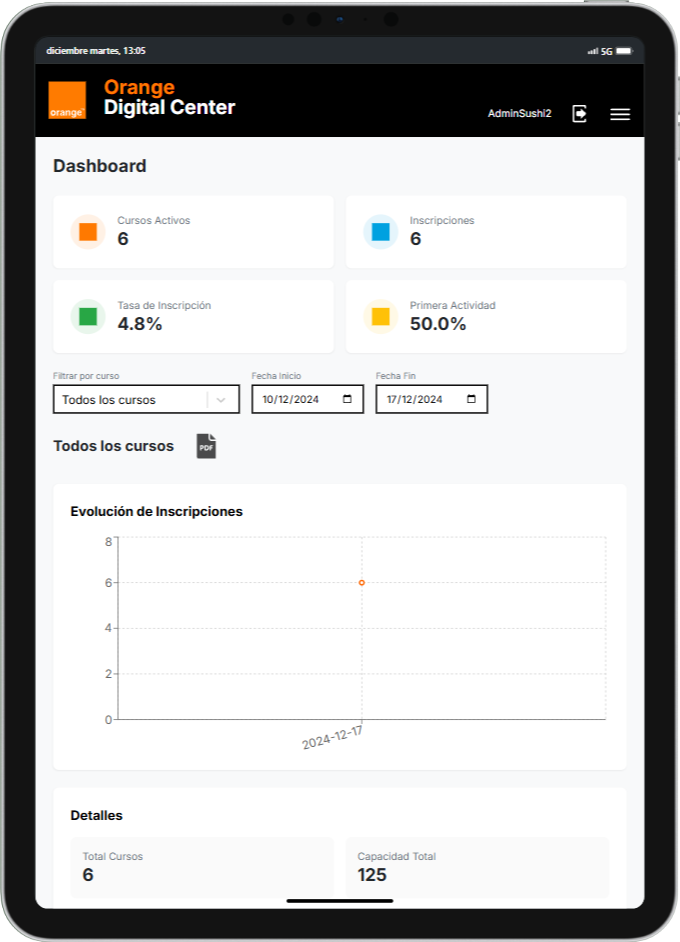 diciembre martes, 13:05
5G
orange™
Orange
Digital Center
AdminSushi2
Dashboard
Cursos Activos
6
Inscripciones
6
Tasa de Inscripción
4.8%
Primera Actividad
50.0%
Filtrar por curso
Fecha Inicio
Fecha Fin
Todos los cursos
10/12/2024
17/12/2024
Todos los cursos
PDF
Evolución de Inscripciones
8
6
4
2
0
2024-12-17
Detalles
Total Cursos
6
Capacidad Total
125